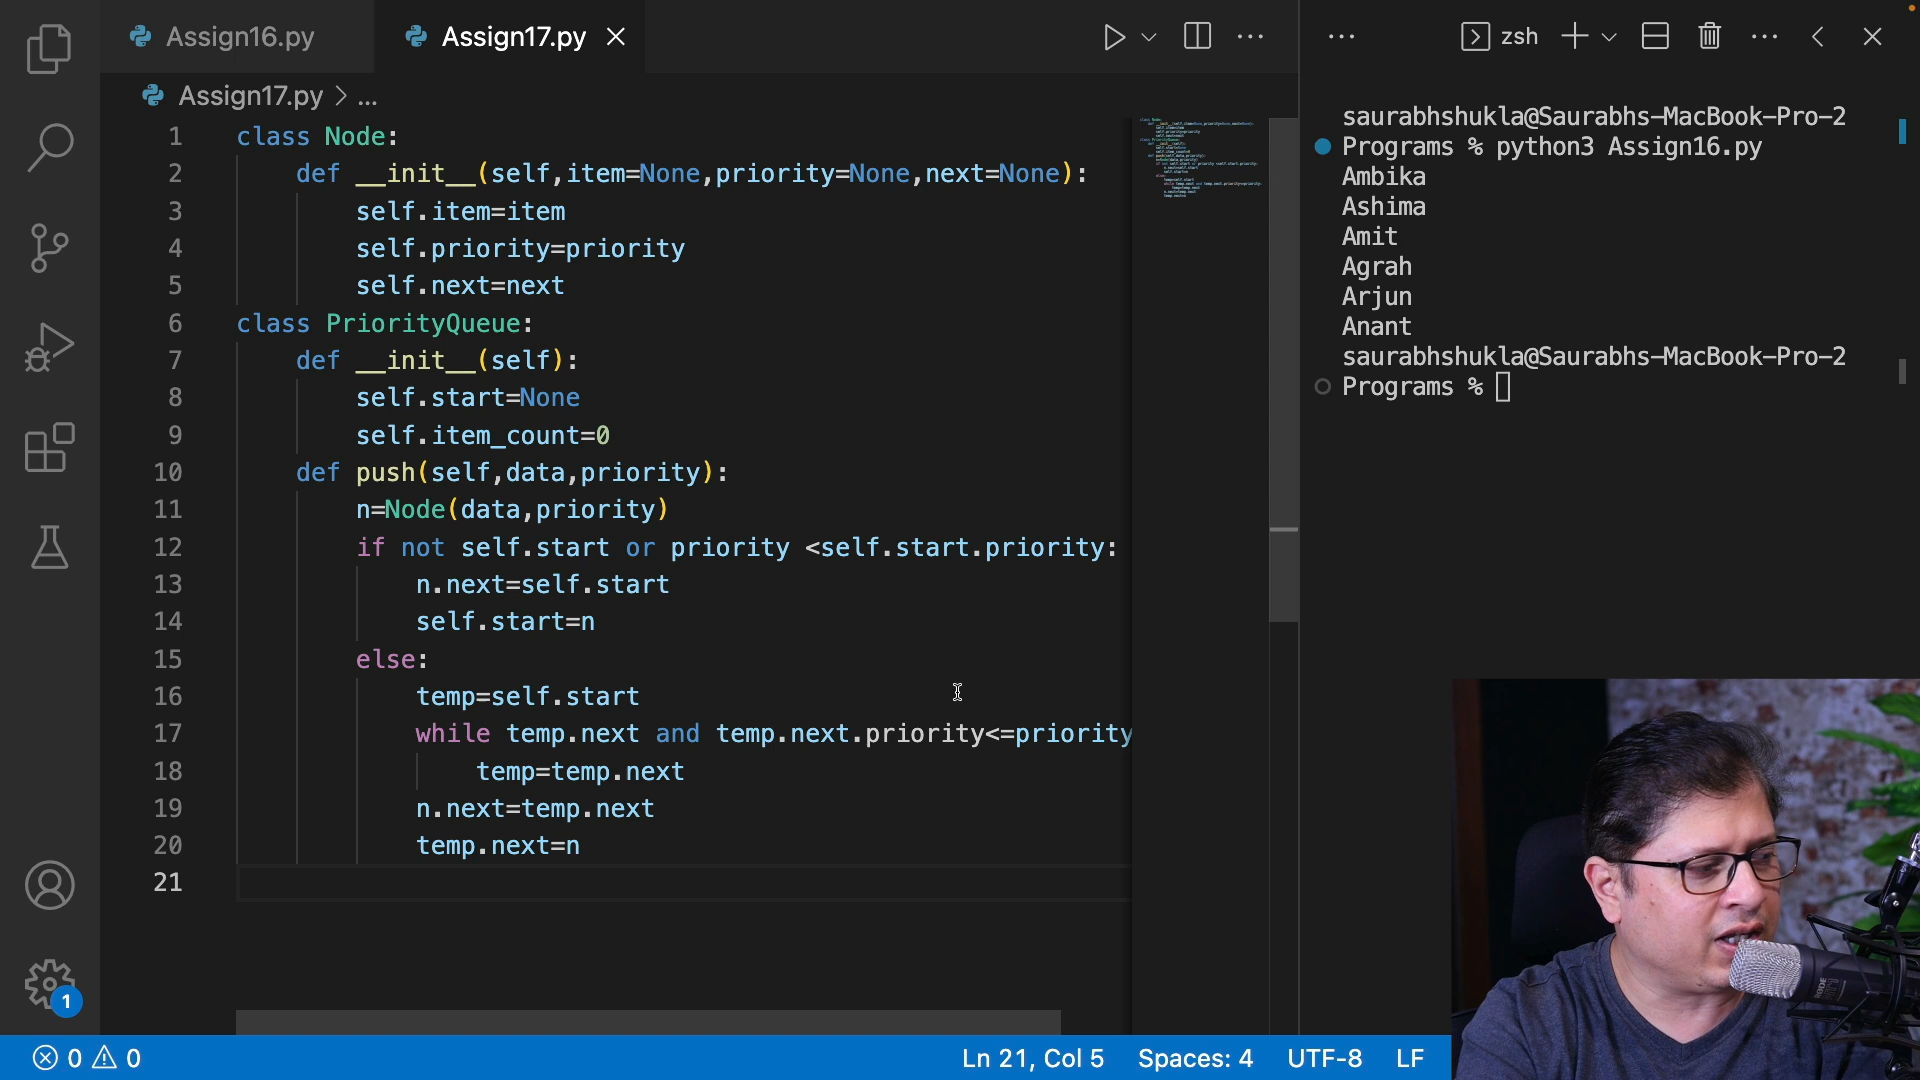 Assign16.py
Assign17.py
zsh
Assign17.py > ...
1 class Node:
2 def __init__(self,item=None,priority=None,next=None):
3 self.item=item
4 self.priority=priority
5 self.next=next
6 class PriorityQueue:
7 def __init__(self):
8 self.start=None
9 self.item_count=0
10 def push(self,data,priority):
11 n=Node(data,priority)
12 if not self.start or priority <self.start.priority:
13 n.next=self.start
14 self.start=n
15 else:
16 temp=self.start
17 while temp.next and temp.next.priority<=priority
18 temp=temp.next
19 n.next=temp.next
20 temp.next=n
21
saurabhshukla@Saurabhs-MacBook-Pro-2
Programs % python3 Assign16.py
Ambika
Ashima
Amit
Agrah
Arjun
Anant
saurabhshukla@Saurabhs-MacBook-Pro-2
Programs %
1
0 0
Ln 21, Col 5 Spaces: 4 UTF-8 LF